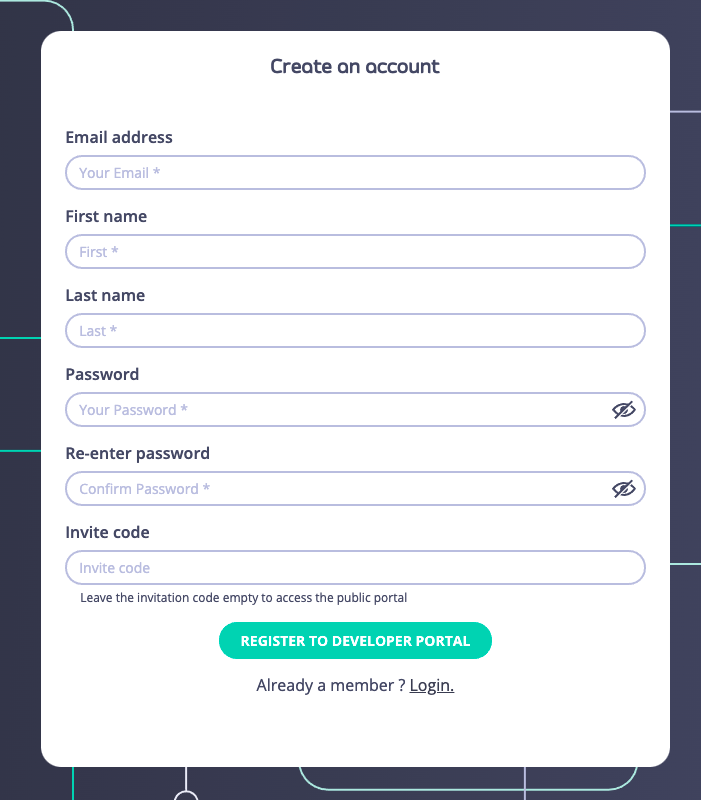 Create an account
Email address
Your Email *
First name
First *
Last name
Last *
Password
Your Password *
Re-enter password
Confirm Password *
Invite code
Invite code
Leave the invitation code empty to access the public portal
REGISTER TO DEVELOPER PORTAL
Already a member ? Login.